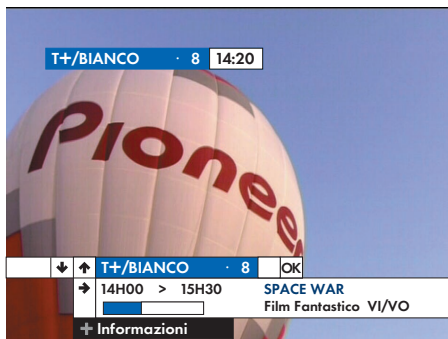 T+/BIANCO · 8 14:20
Pioneer
T+/BIANCO · 8 OK
14H00 > 15H30 SPACE WAR
Film Fantastico VI/VO
+ Informazioni